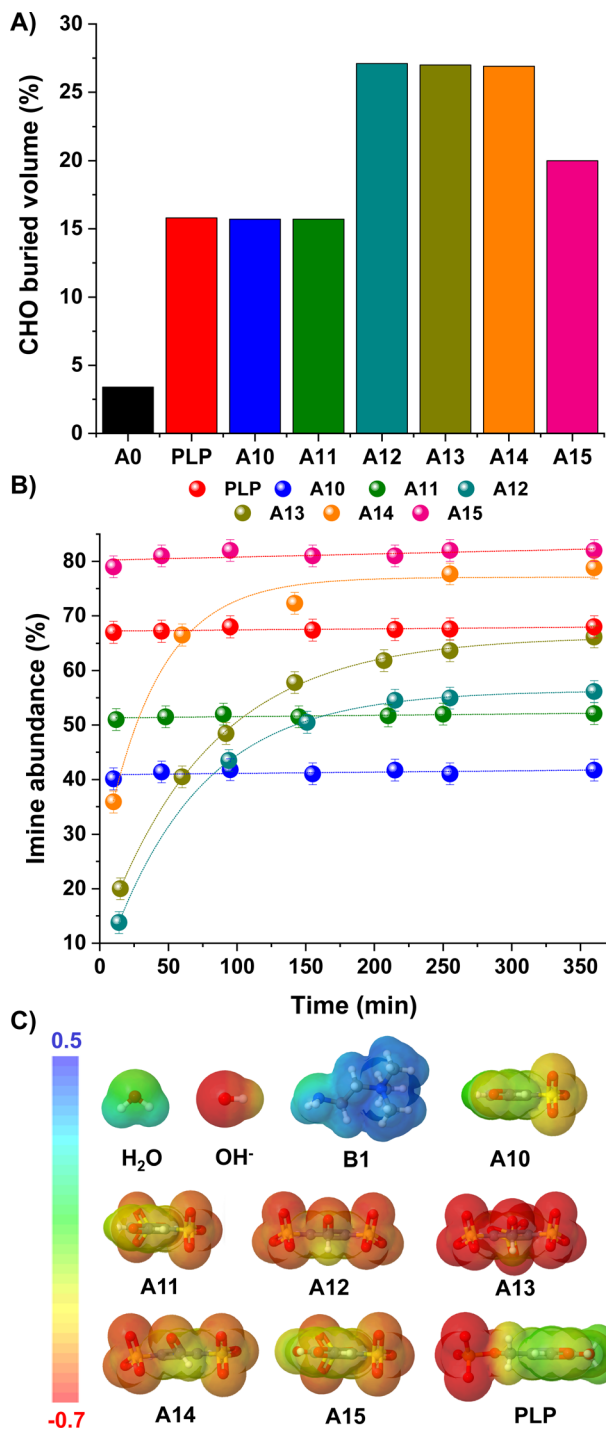 A)
CHO buried volume (%)
30
25
20
15
10
5
0
A0 PLP A10 A11 A12 A13 A14 A15
B)
PLP A10 A11 A12
A13 A14 A15
Imine abundance (%)
80
70
60
50
40
30
20
10
0 50 100 150 200 250 300 350
Time (min)
C)
0.5
H₂O OH⁻ B1 A10
A11 A12 A13
A14 A15 PLP
-0.7